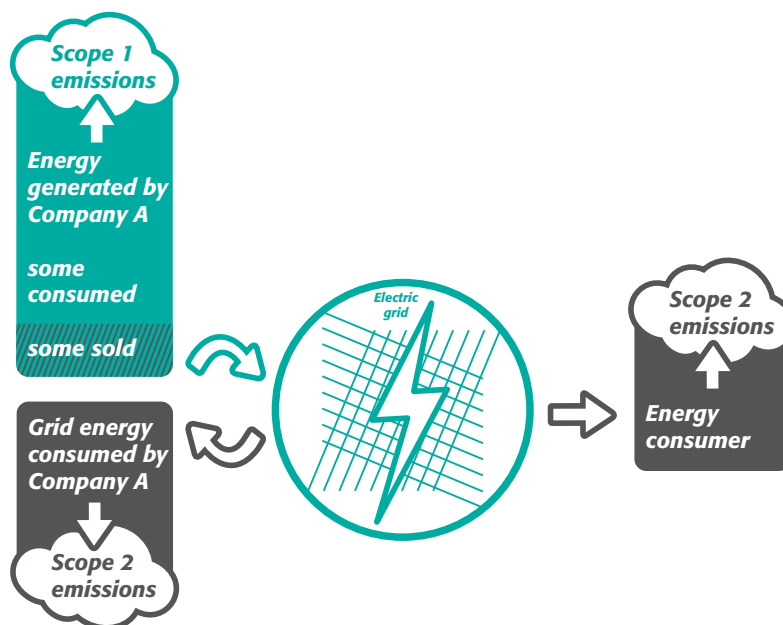 Scope 1
emissions
Energy
generated by
Company A
some
consumed
some sold
Grid energy
consumed by
Company A
Scope 2
emissions
Electric
grid
Scope 2
emissions
Energy
consumer